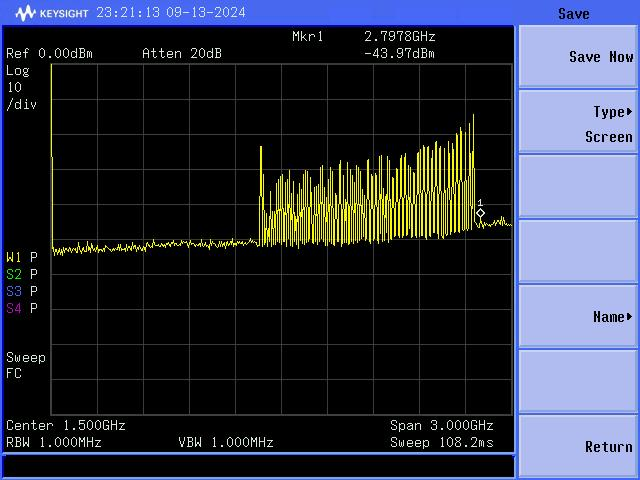 KEYSIGHT 23:21:13 09-13-2024
Save
Mkr1 2.7978GHz
Ref 0.00dBm Atten 20dB -43.97dBm
Save Now
Log
10
/div
Type
Screen
1
W1 P
S2 P
S3 P
S4 P
Name
Sweep
FC
Center 1.500GHz Span 3.000GHz
RBW 1.000MHz VBW 1.000MHz Sweep 108.2ms
Return